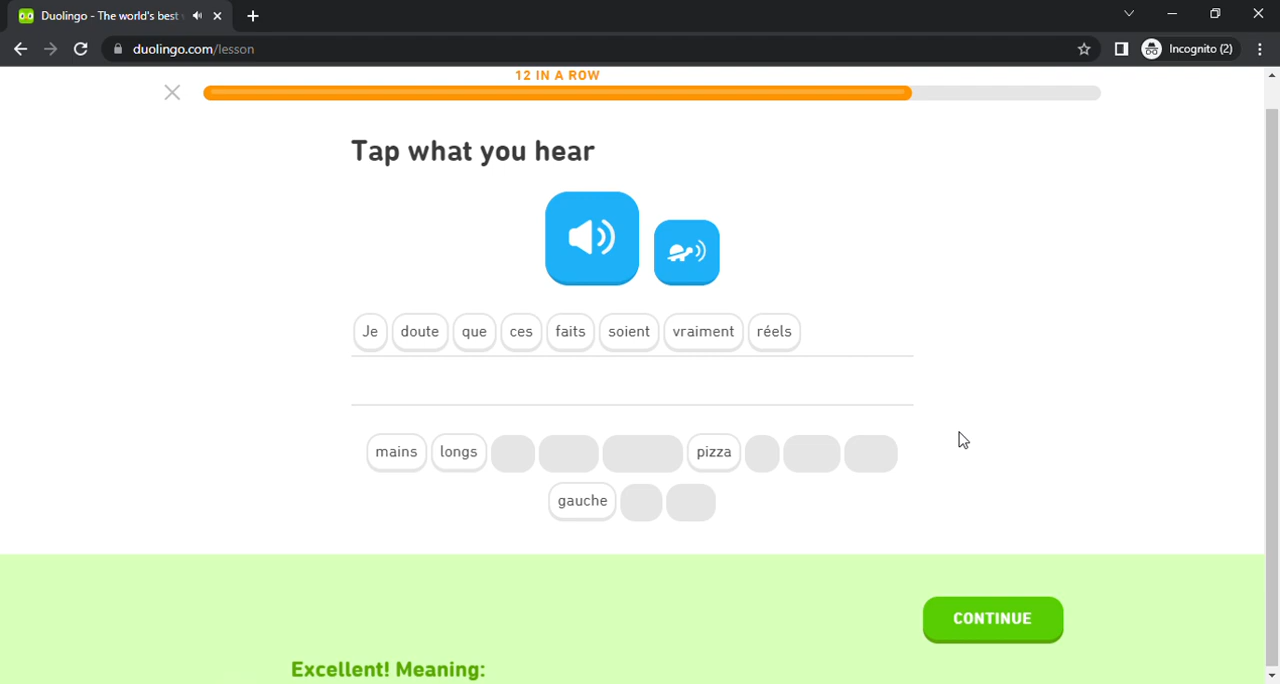 Duolingo - The world's best
duolingo.com/lesson
Incognito (2)
12 IN A ROW
Tap what you hear
Je doute que ces faits soient vraiment réels
mains longs pizza
gauche
CONTINUE
Excellent! Meaning: